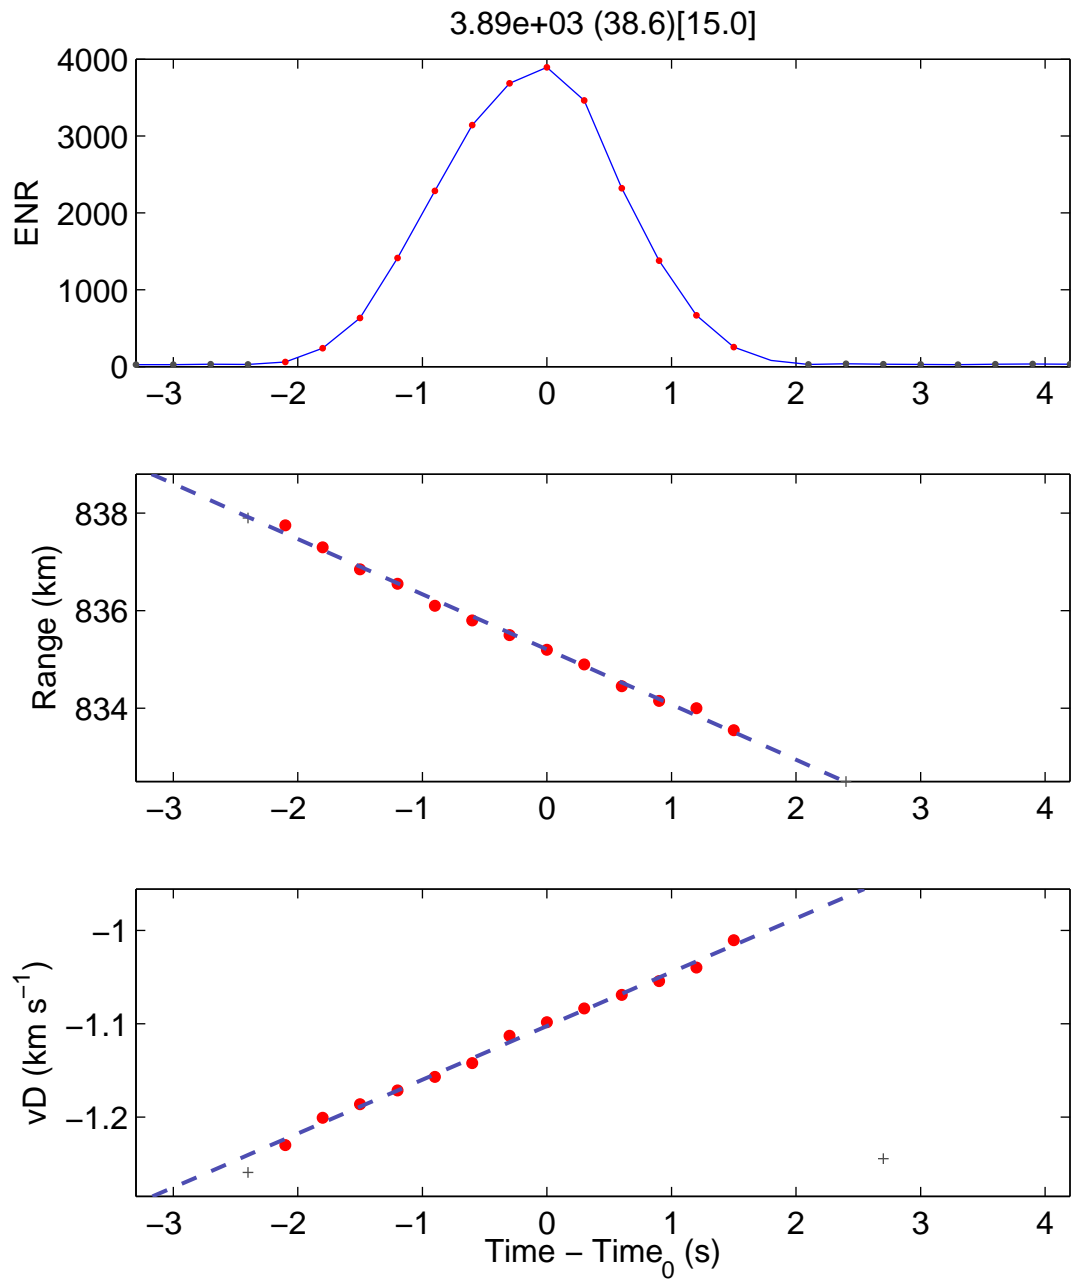 3.89e+03 (38.6)[15.0]
4000
3000
2000
1000
0
ENR
−3 −2 −1 0 1 2 3 4
838
836
834
Range (km)
−3 −2 −1 0 1 2 3 4
−1
−1.1
−1.2
vD (km s⁻¹)
−3 −2 −1 0 1 2 3 4
Time − Time₀ (s)